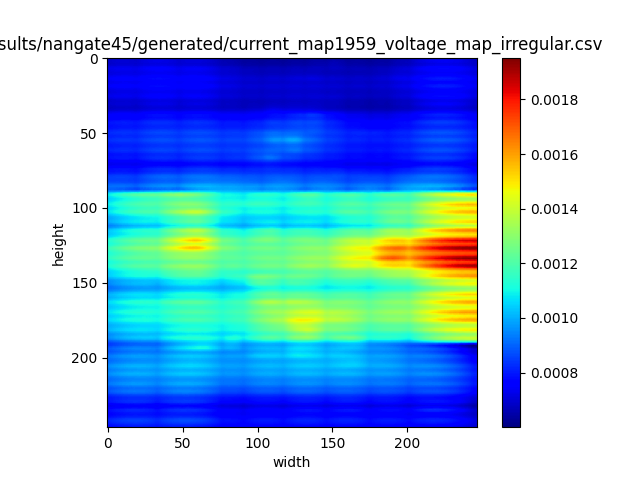 sults/nangate45/generated/current_map1959_voltage_map_irregular.csv
0
50
100
150
200
height
0 50 100 150 200
width
0.0018
0.0016
0.0014
0.0012
0.0010
0.0008